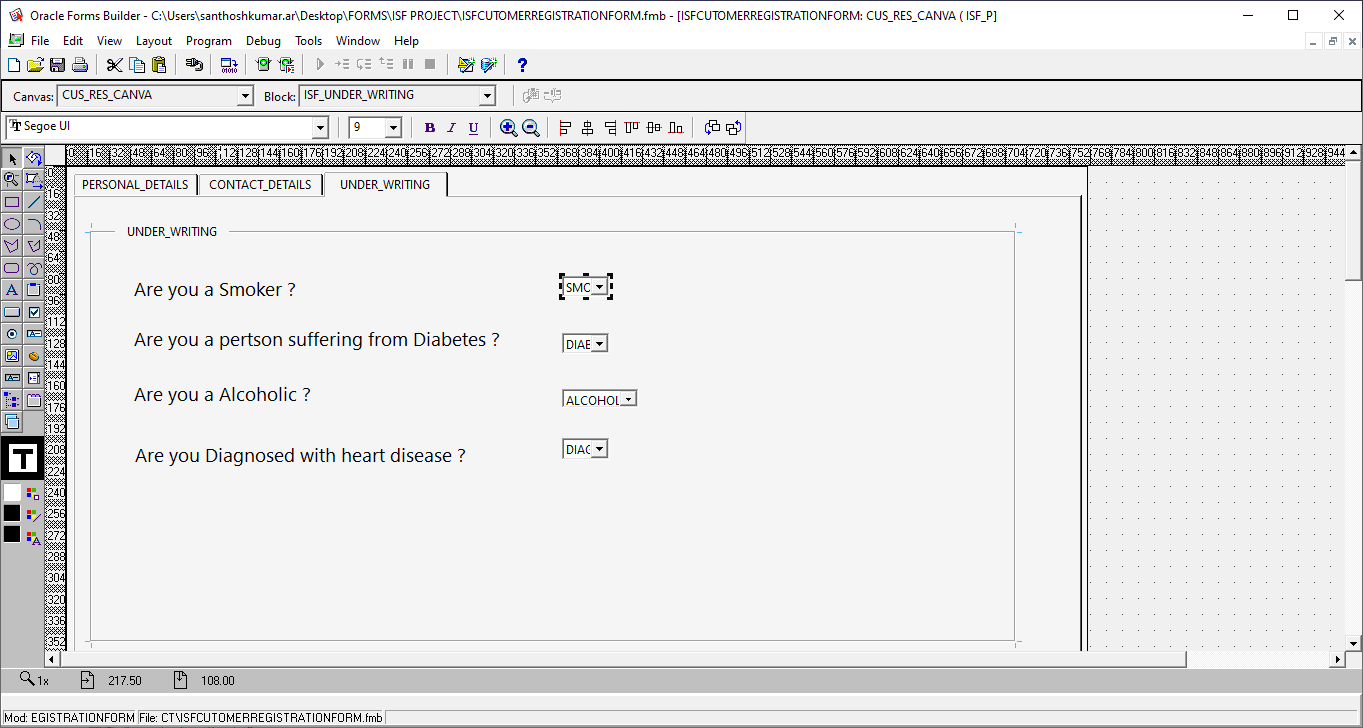 Oracle Forms Builder - C:\Users\santhoshkumar.ar\Desktop\FORMS\ISF PROJECT\ISFCUTOMERREGISTRATIONFORM.fmb - [ISFCUTOMERREGISTRATIONFORM: CUS_RES_CANVA ( ISF_P]
File Edit View Layout Program Debug Tools Window Help
Canvas: CUS_RES_CANVA Block: ISF_UNDER_WRITING
Segoe UI 9 B I U
PERSONAL_DETAILS CONTACT_DETAILS UNDER_WRITING
UNDER_WRITING
Are you a Smoker ? SMO
Are you a pertson suffering from Diabetes ? DIAE
Are you a Alcoholic ? ALCOHOL
Are you Diagnosed with heart disease ? DIAG
1x 217.50 108.00
Mod: EGISTRATIONFORM File: CT\ISFCUTOMERREGISTRATIONFORM.fmb